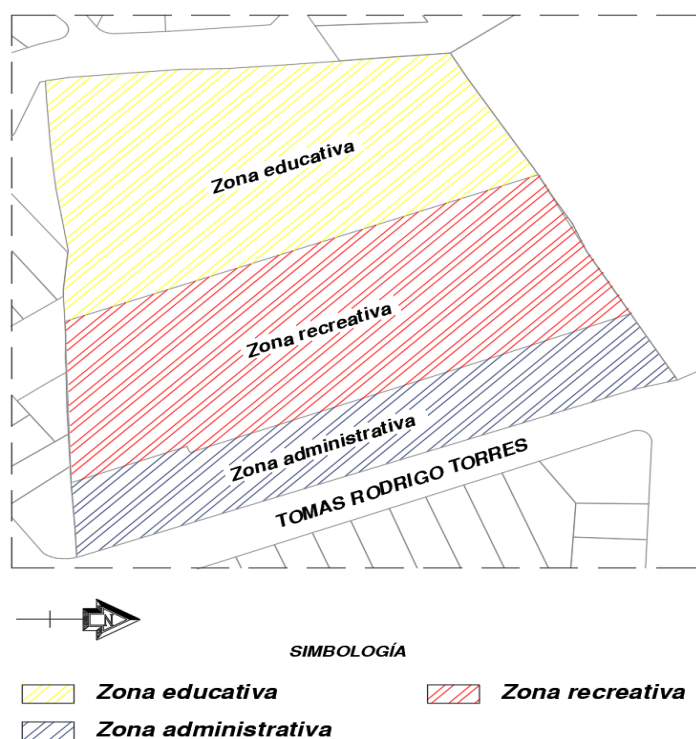 Zona educativa
Zona recreativa
Zona administrativa
TOMAS RODRIGO TORRES
N
SIMBOLOGÍA
Zona educativa
Zona recreativa
Zona administrativa